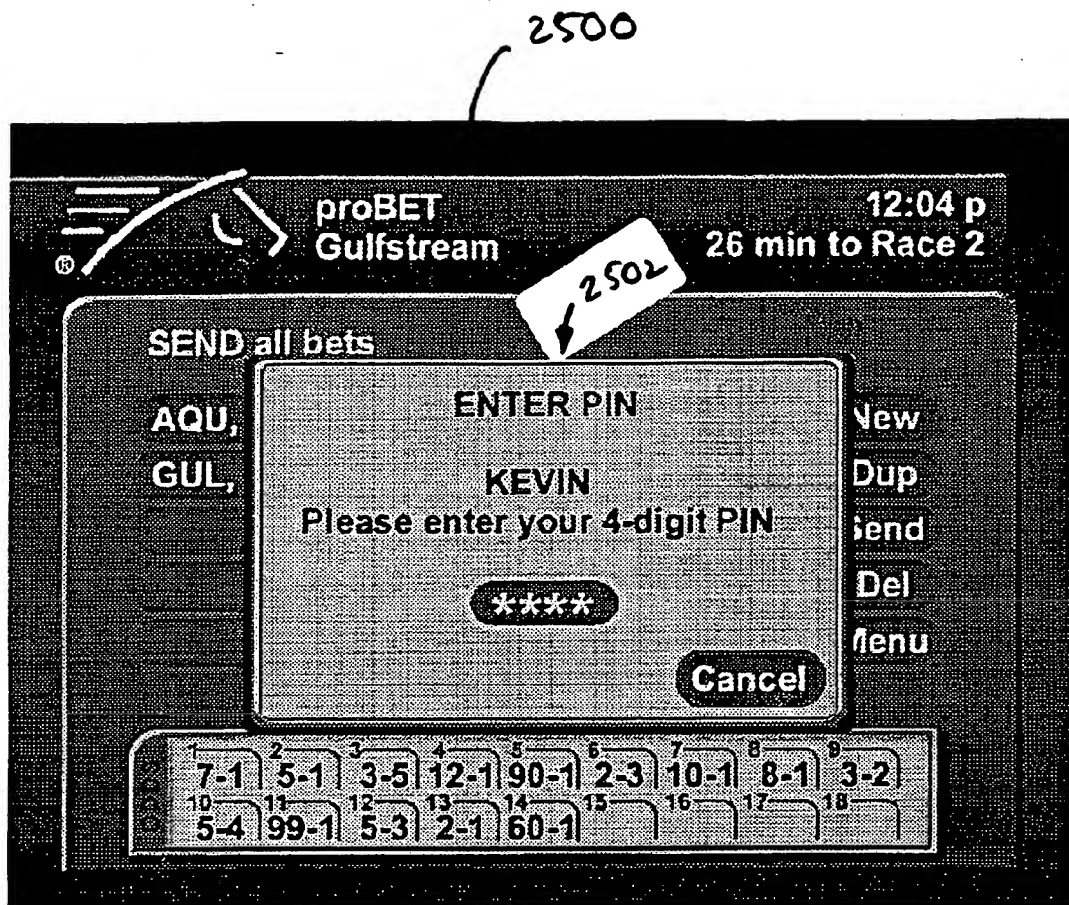 2500
proBET
12:04 p
Gulfstream
26 min to Race 2
®
2502
SEND all bets
ENTER PIN
AQU,
New
KEVIN
GUL,
Dup
Please enter your 4-digit PIN
Send
****
Del
Menu
Cancel
1 2 3 4 5 6 7 8 9
7-1 5-1 3-5 12-1 90-1 2-3 10-1 8-1 3-2
10 11 12 13 14 15 16 17 18
5-4 99-1 5-3 2-1 60-1